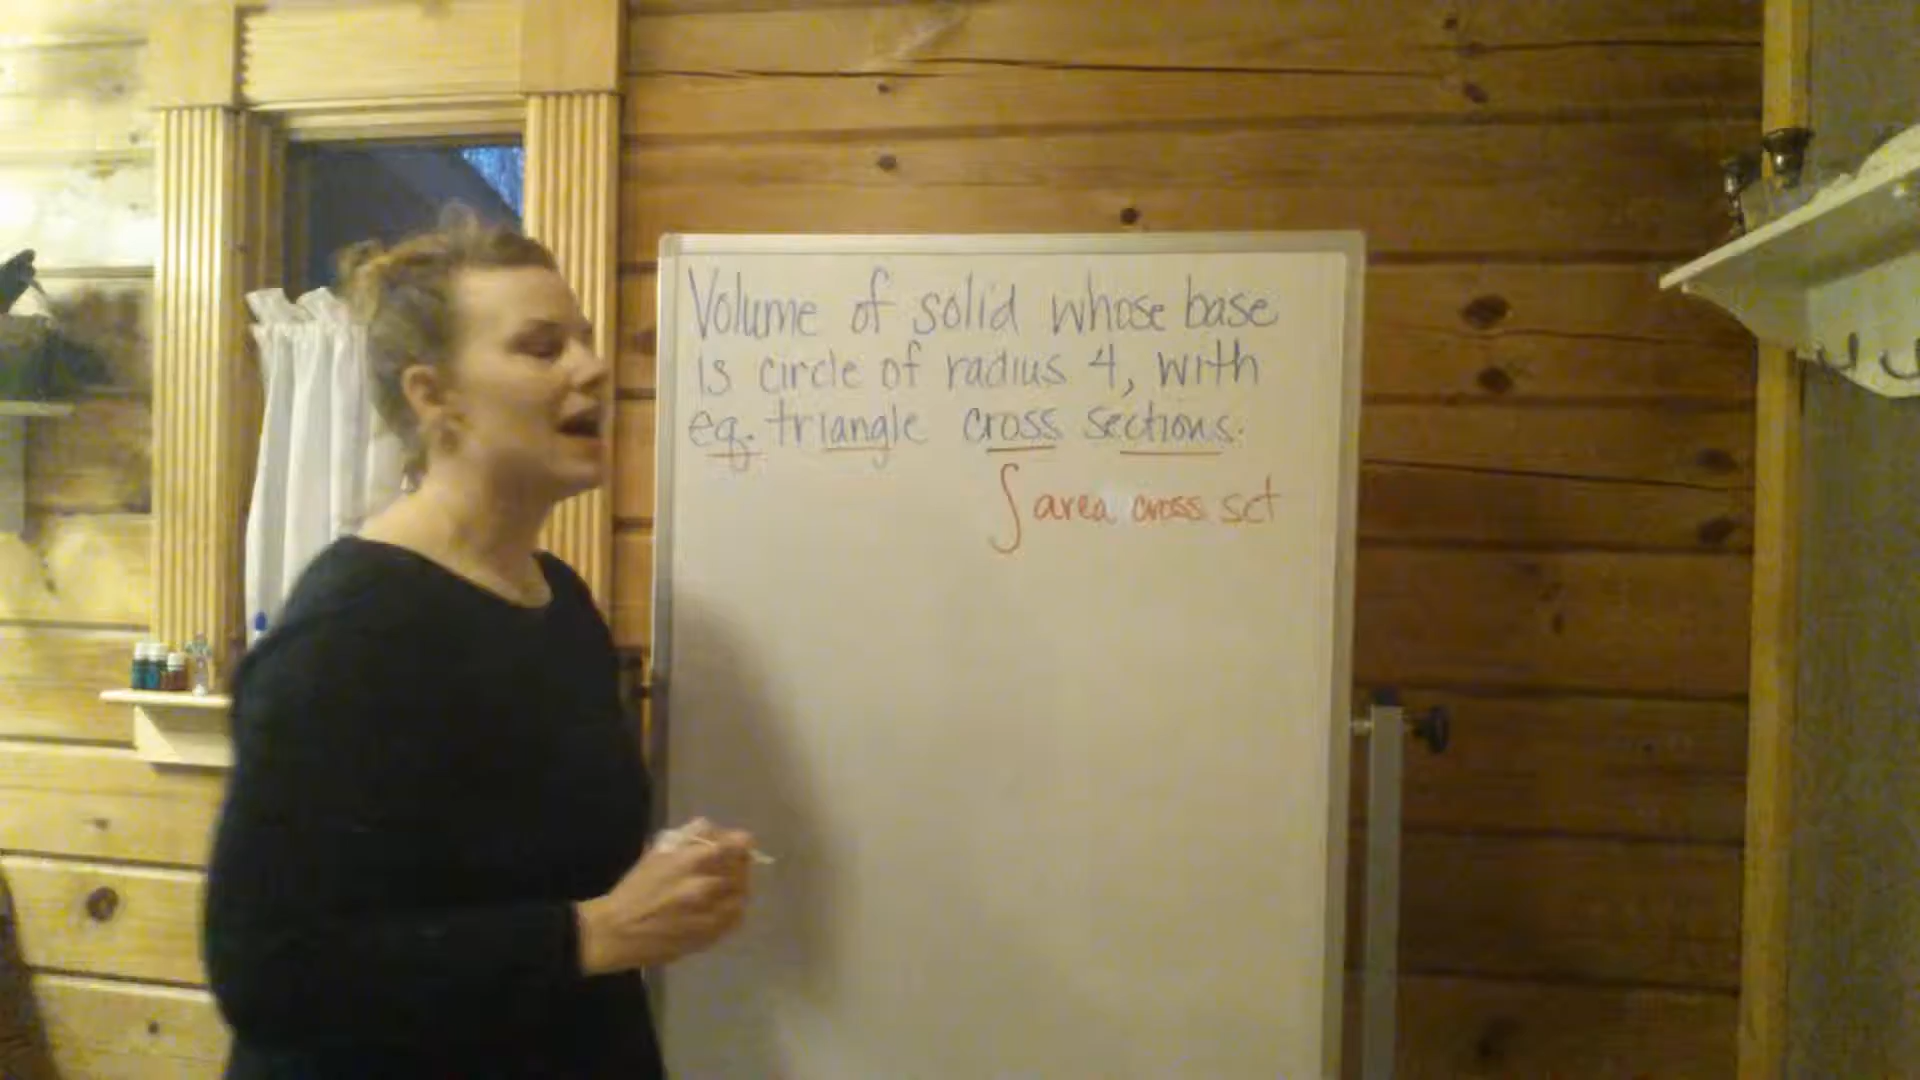 Volume of solid whose base
is circle of radius 4, with
eq. triangle cross sections.
∫ area cross sct